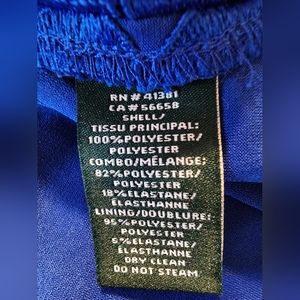 RN # 41381
CA # 56658
SHELL/
TISSU PRINCIPAL:
100% POLYESTER/
POLYESTER
COMBO/MÉLANGE:
82% POLYESTER/
POLYESTER
18% ELASTANE/
ÉLASTHANNE
LINING/DOUBLURE:
95% POLYESTER/
POLYESTER
5% ELASTANE/
ÉLASTHANNE
DRY CLEAN
DO NOT STEAM